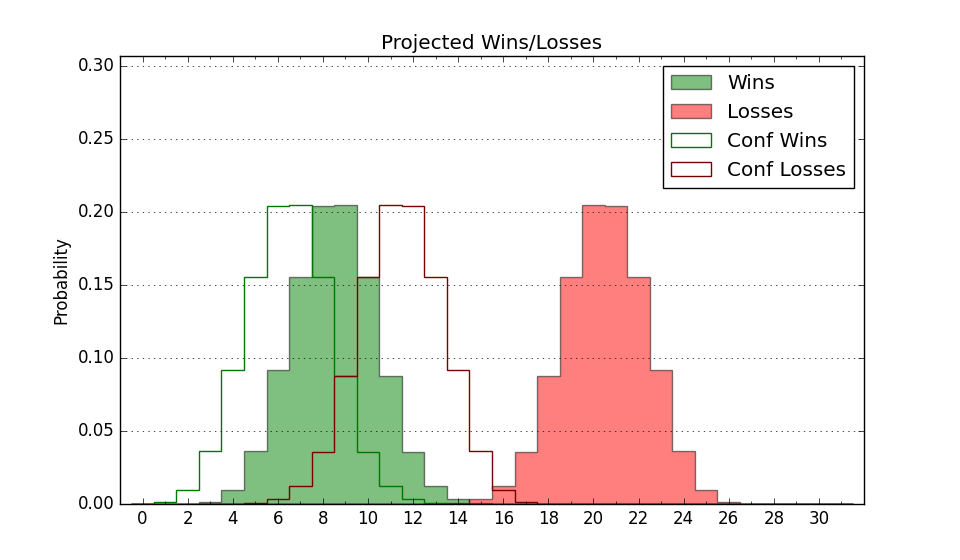 Projected Wins/Losses
0.30
0.25
0.20
0.15
0.10
0.05
0.00
Probability
Wins
Losses
Conf Wins
Conf Losses
0 2 4 6 8 10 12 14 16 18 20 22 24 26 28 30